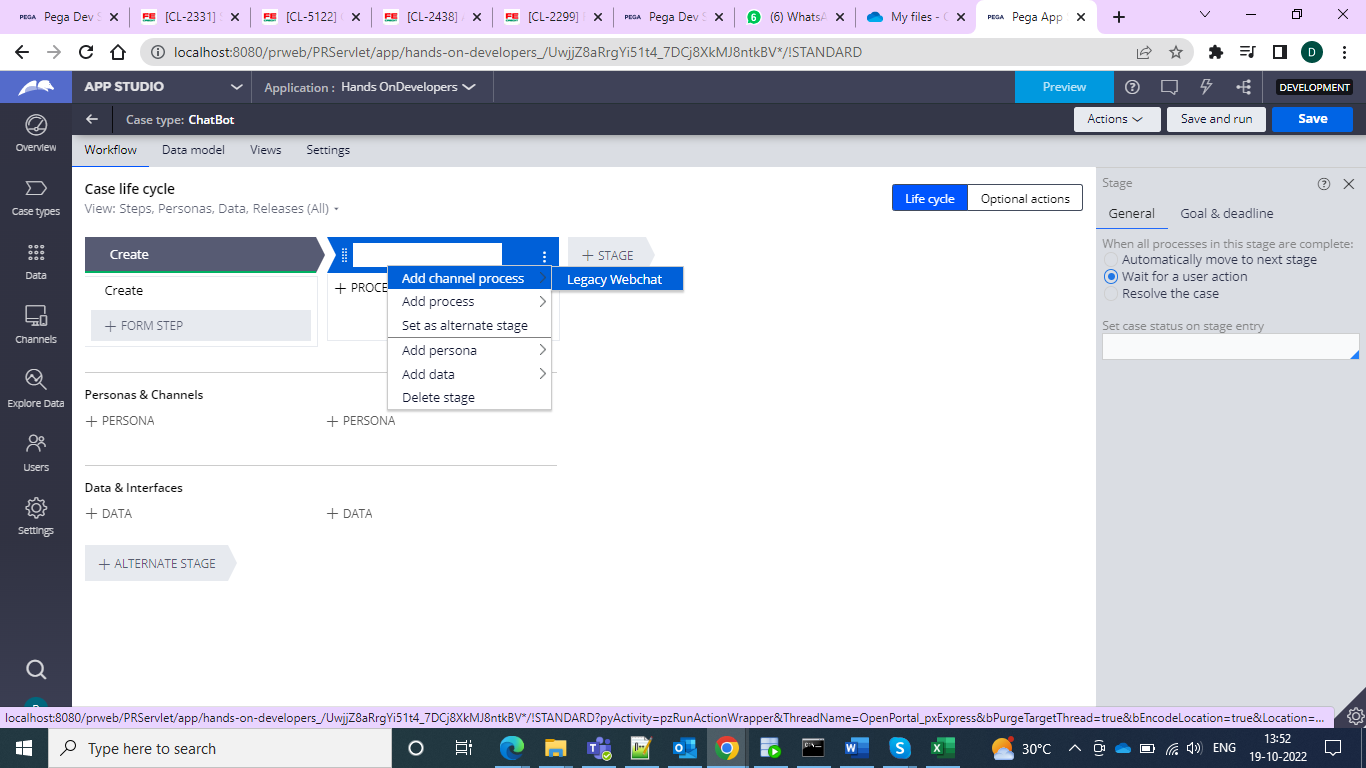 PEGA Pega Dev S
FE [CL-2331] S
FE [CL-5122]
FE [CL-2438] /
FE [CL-2299]
PEGA Pega Dev S
6 (6) WhatsA
My files -
PEGA Pega App
localhost:8080/prweb/PRServlet/app/hands-on-developers_/UwjjZ8aRrgYi51t4_7DCj8XkMJ8ntkBV*/!STANDARD
D
APP STUDIO
Application : Hands OnDevelopers
Preview
DEVELOPMENT
Case type: ChatBot
Actions
Save and run
Save
Overview
Case types
Data
Channels
Explore Data
Users
Settings
Workflow Data model Views Settings
Case life cycle
View: Steps, Personas, Data, Releases (All)
Life cycle Optional actions
Create
+ STAGE
Create
+ FORM STEP
+ PROCE
Add channel process
Legacy Webchat
Add process
Set as alternate stage
Add persona
Add data
Delete stage
Personas & Channels
+ PERSONA + PERSONA
Data & Interfaces
+ DATA + DATA
+ ALTERNATE STAGE
Stage
General Goal & deadline
When all processes in this stage are complete:
Automatically move to next stage
Wait for a user action
Resolve the case
Set case status on stage entry
localhost:8080/prweb/PRServlet/app/hands-on-developers_/UwjjZ8aRrgYi51t4_7DCj8XkMJ8ntkBV*/!STANDARD?pyActivity=pzRunActionWrapper&ThreadName=OpenPortal_pxExpress&bPurgeTargetThread=true&bEncodeLocation=true&Location=...
Type here to search
30°C
ENG
13:52
19-10-2022